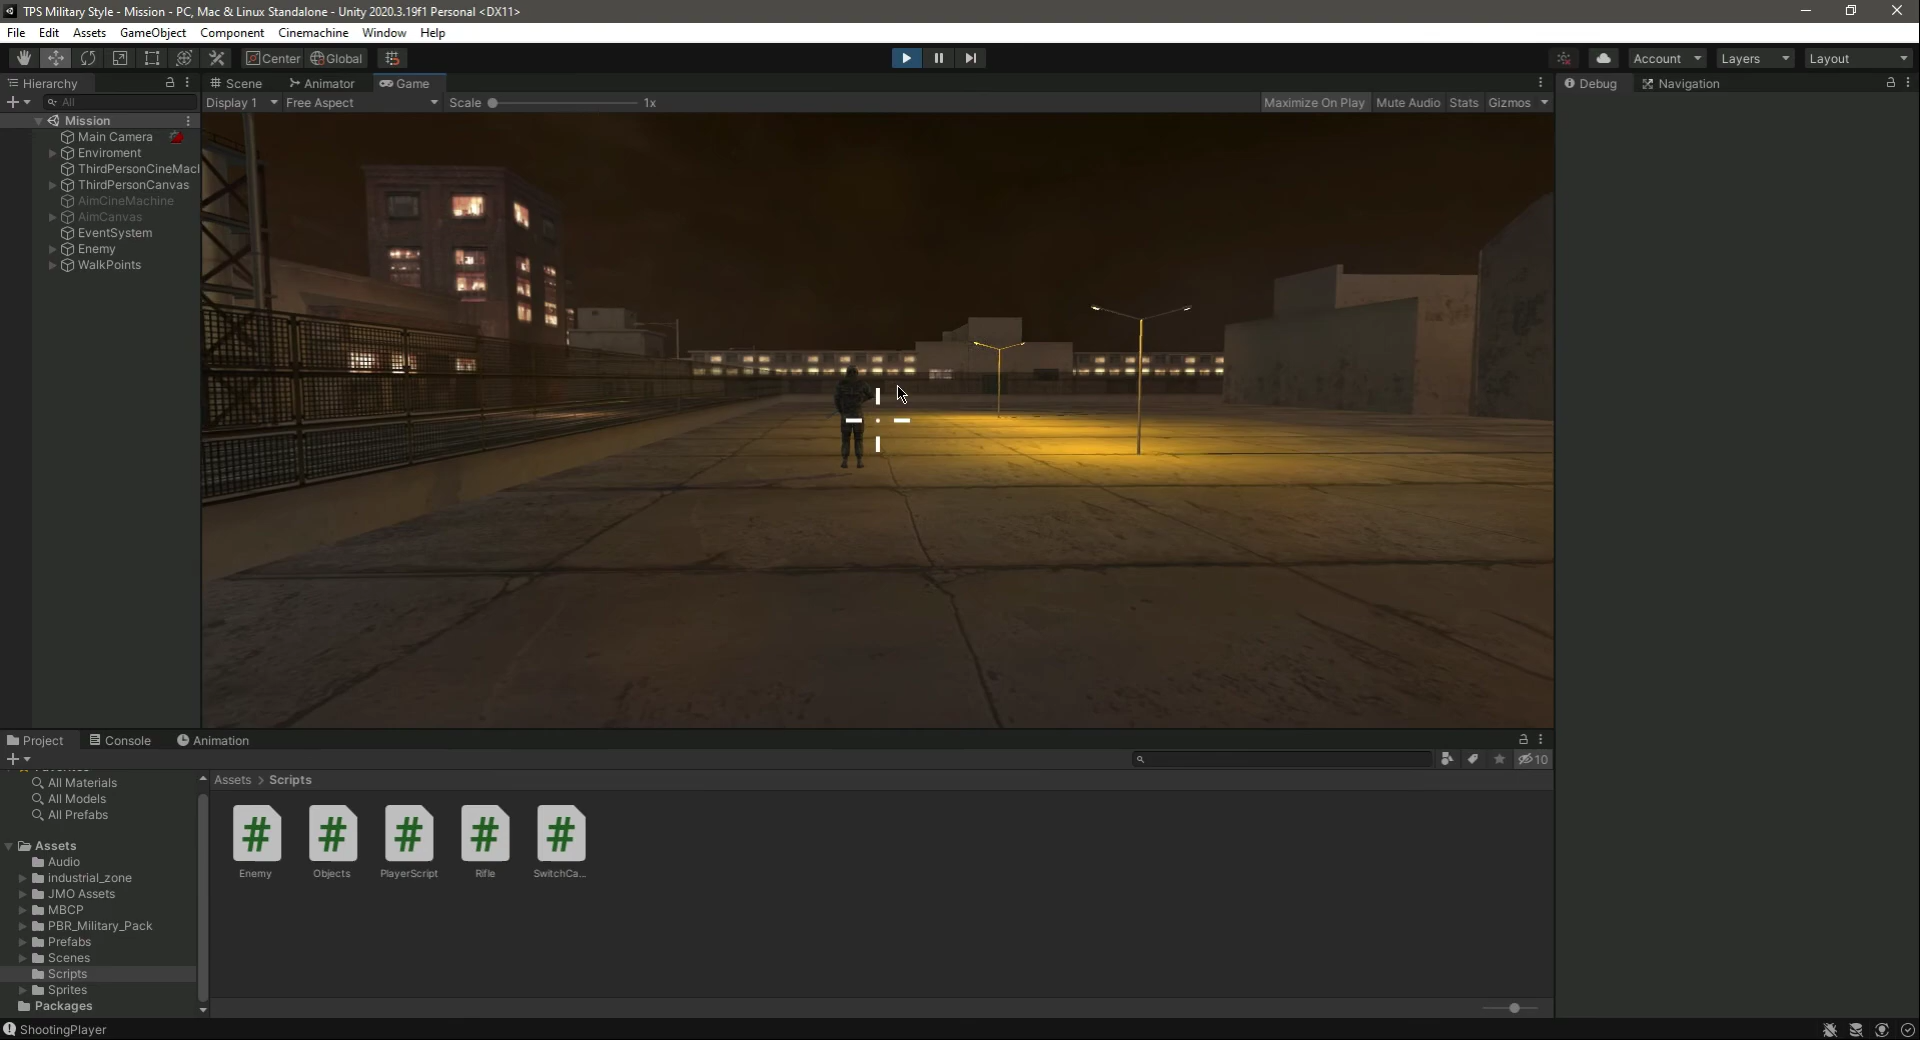 TPS Military Style - Mission - PC, Mac & Linux Standalone - Unity 2020.3.19f1 Personal <DX11>
File Edit Assets GameObject Component Cinemachine Window Help
Center Global Account Layers Layout
Hierarchy Scene Animator Game Debug Navigation
All Display 1 Free Aspect Scale 1x Maximize On Play Mute Audio Stats Gizmos
Mission
Main Camera
Enviroment
ThirdPersonCineMacl
ThirdPersonCanvas
AimCineMachine
AimCanvas
EventSystem
Enemy
WalkPoints
Project Console Animation
10
All Materials
All Models
All Prefabs
Assets
Audio
industrial_zone
JMO Assets
MBCP
PBR_Military_Pack
Prefabs
Scenes
Scripts
Sprites
Packages
Assets > Scripts
# # # # #
Enemy Objects PlayerScript Rifle SwitchCa...
ShootingPlayer